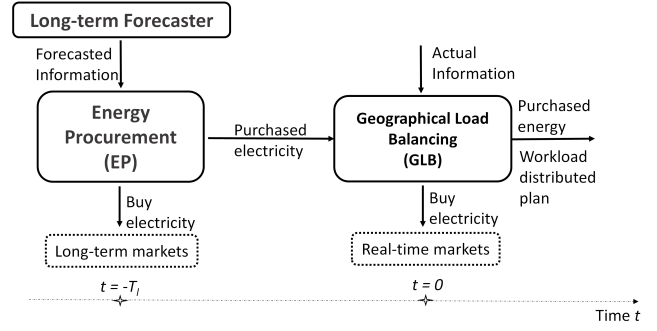 Long-term Forecaster
Forecasted
Information
Actual
Information
Energy
Procurement
(EP)
Purchased
electricity
Geographical Load
Balancing
(GLB)
Purchased
energy
Workload
distributed
plan
Buy
electricity
Buy
electricity
Long-term markets
Real-time markets
t = -Tl
t = 0
Time t